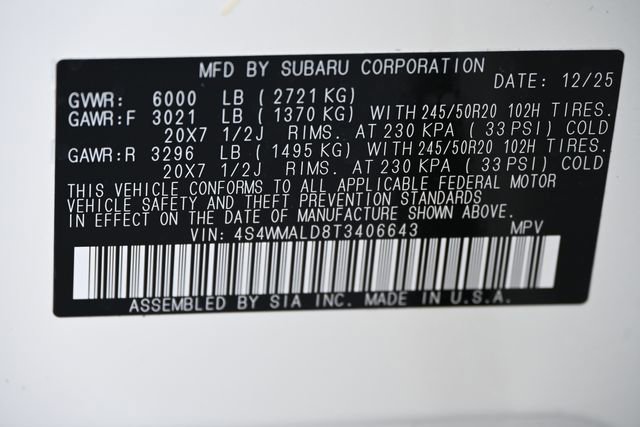 MFD BY SUBARU CORPORATION
DATE: 12/25
GVWR: 6000 LB ( 2721 KG)
GAWR:F 3021 LB ( 1370 KG) WITH 245/50R20 102H TIRES.
20X7 1/2J RIMS. AT 230 KPA ( 33 PSI) COLD
GAWR:R 3296 LB ( 1495 KG) WITH 245/50R20 102H TIRES.
20X7 1/2J RIMS. AT 230 KPA ( 33 PSI) COLD
THIS VEHICLE CONFORMS TO ALL APPLICABLE FEDERAL MOTOR
VEHICLE SAFETY AND THEFT PREVENTION STANDARDS
IN EFFECT ON THE DATE OF MANUFACTURE SHOWN ABOVE.
VIN: 4S4WMALD8T3406643 MPV
ASSEMBLED BY SIA INC. MADE IN U.S.A.